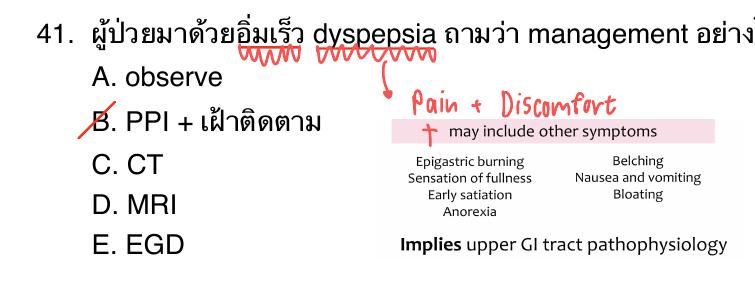 41. ผู้ป่วยมาด้วยอิ่มเร็ว dyspepsia ถามว่า management อย่าง
A. observe
Pain + Discomfort
B. PPI + เฝ้าติดตาม
+ may include other symptoms
Epigastric burning Belching
C. CT
Sensation of fullness Nausea and vomiting
Early satiation Bloating
D. MRI
Anorexia
E. EGD
Implies upper GI tract pathophysiology